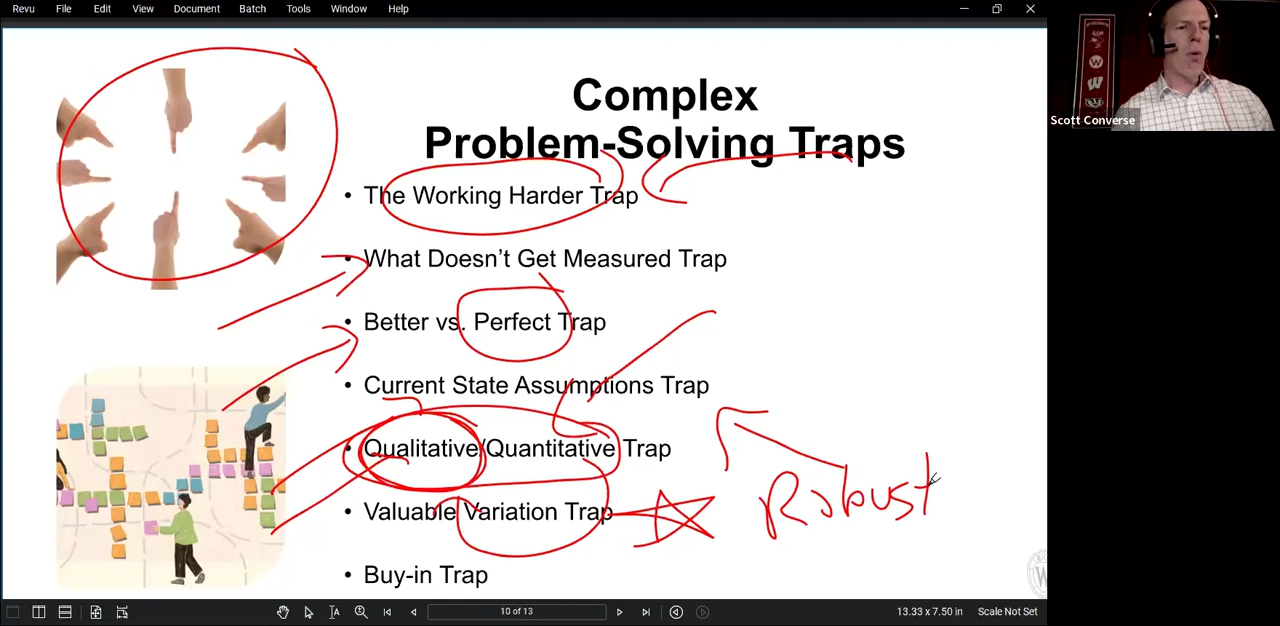 Revu File Edit View Document Batch Tools Window Help
Scott Converse
Complex
Problem-Solving Traps
• The Working Harder Trap
• What Doesn't Get Measured Trap
• Better vs. Perfect Trap
• Current State Assumptions Trap
• Qualitative/Quantitative Trap
• Valuable Variation Trap
Robust
• Buy-in Trap
10 of 13
13.33 x 7.50 in Scale Not Set